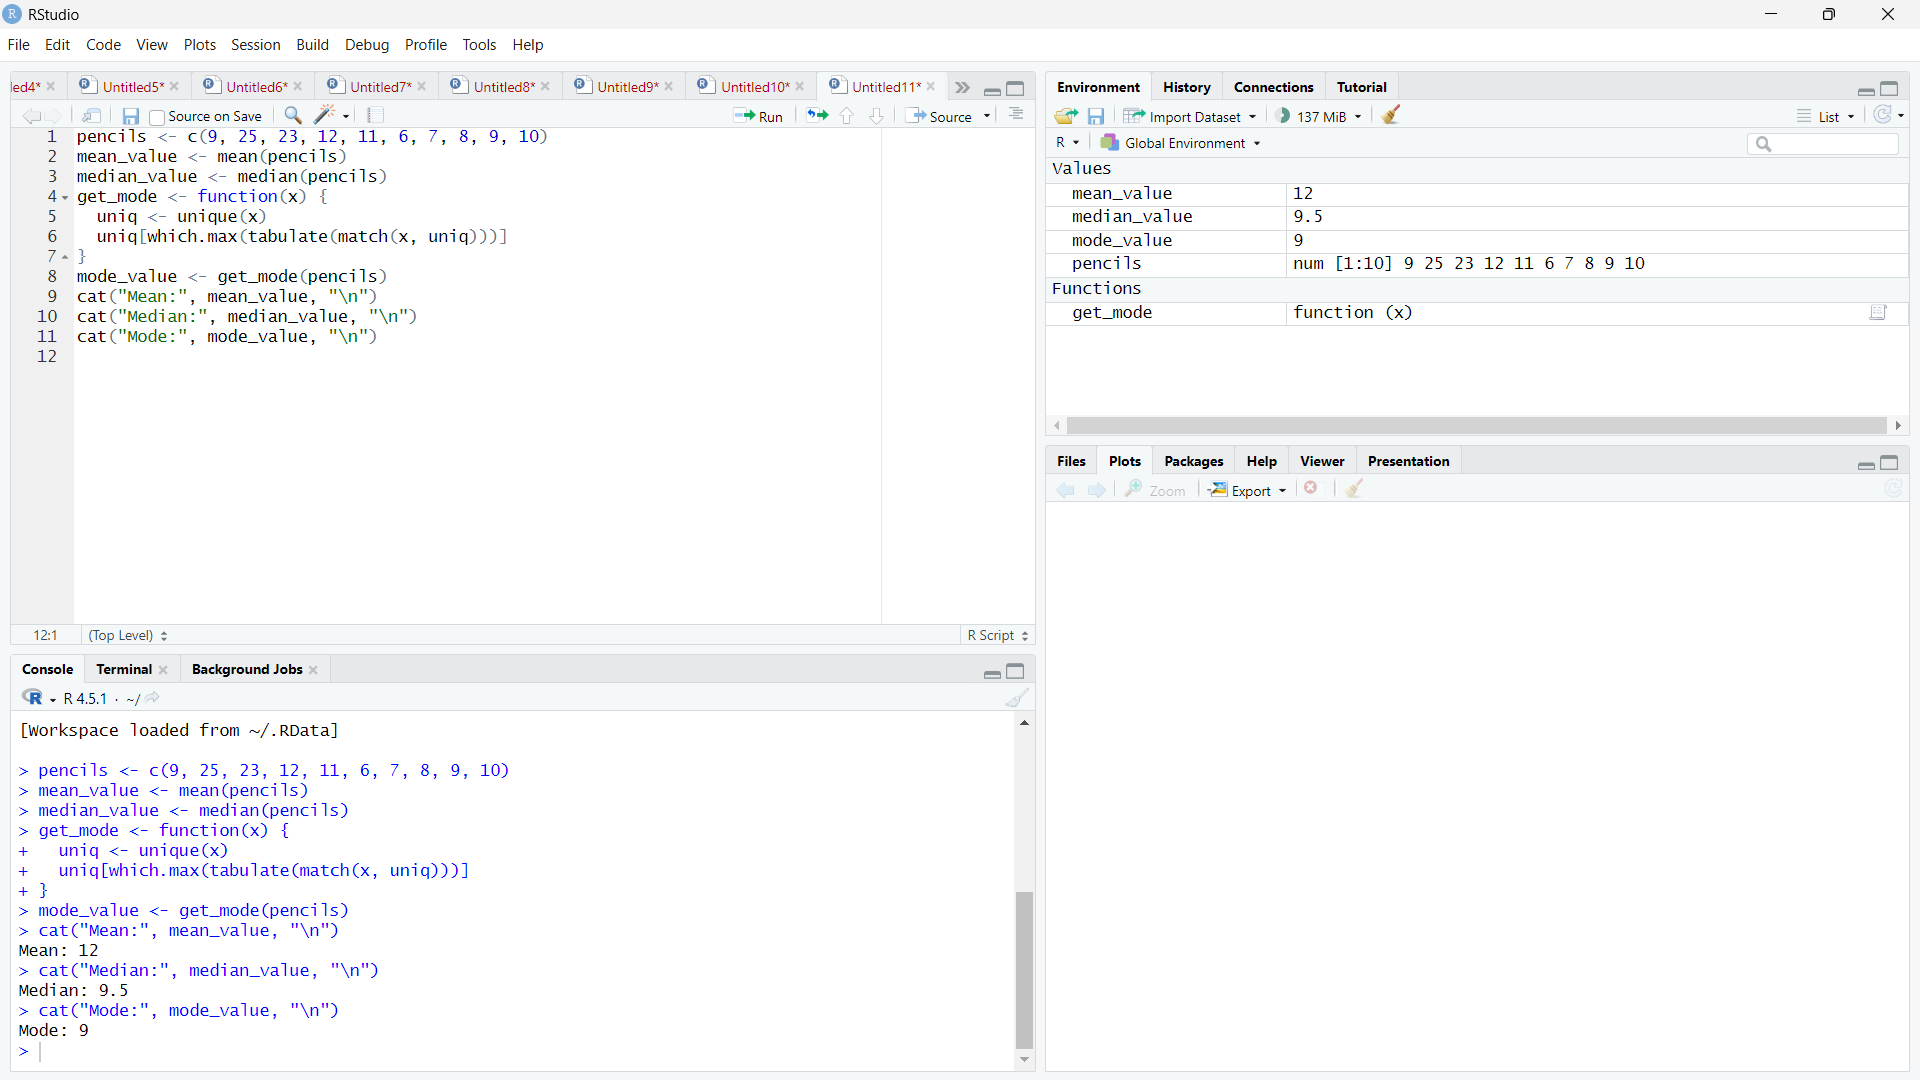 RStudio
File Edit Code View Plots Session Build Debug Profile Tools Help
led4* Untitled5* Untitled6* Untitled7* Untitled8* Untitled9* Untitled10* Untitled11*
Source on Save Run Source
1 pencils <- c(9, 25, 23, 12, 11, 6, 7, 8, 9, 10)
2 mean_value <- mean(pencils)
3 median_value <- median(pencils)
4 get_mode <- function(x) {
5 uniq <- unique(x)
6 uniq[which.max(tabulate(match(x, uniq)))]
7 }
8 mode_value <- get_mode(pencils)
9 cat("Mean:", mean_value, "\n")
10 cat("Median:", median_value, "\n")
11 cat("Mode:", mode_value, "\n")
12
12:1 (Top Level) R Script
Console Terminal Background Jobs
R 4.5.1 · ~/
[Workspace loaded from ~/.RData]
> pencils <- c(9, 25, 23, 12, 11, 6, 7, 8, 9, 10)
> mean_value <- mean(pencils)
> median_value <- median(pencils)
> get_mode <- function(x) {
+ uniq <- unique(x)
+ uniq[which.max(tabulate(match(x, uniq)))]
+ }
> mode_value <- get_mode(pencils)
> cat("Mean:", mean_value, "\n")
Mean: 12
> cat("Median:", median_value, "\n")
Median: 9.5
> cat("Mode:", mode_value, "\n")
Mode: 9
>
Environment History Connections Tutorial
Import Dataset 137 MiB List
R Global Environment
Values
mean_value 12
median_value 9.5
mode_value 9
pencils num [1:10] 9 25 23 12 11 6 7 8 9 10
Functions
get_mode function (x)
Files Plots Packages Help Viewer Presentation
Zoom Export